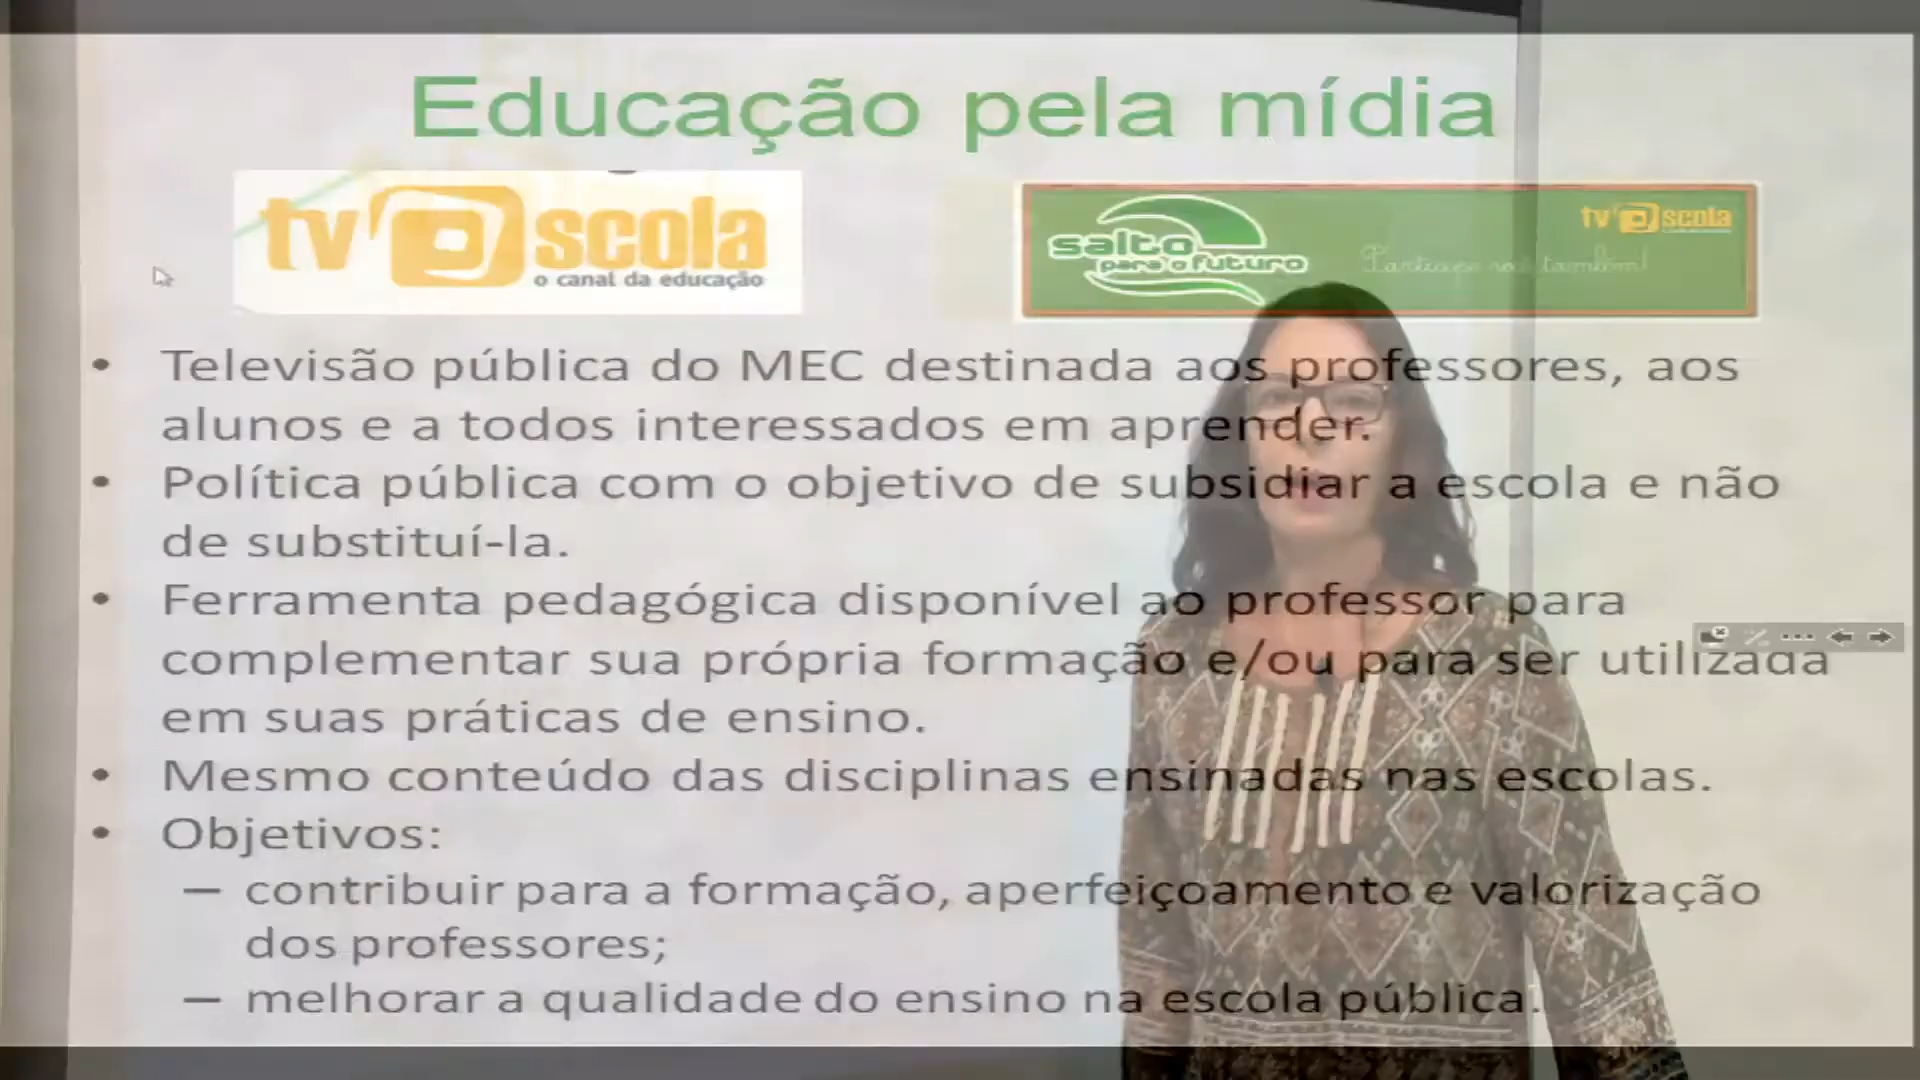 Educação pela mídia
tv escola
o canal da educação
salto
para o futuro
tv escola
• Televisão pública do MEC destinada aos professores, aos
alunos e a todos interessados em aprender.
• Política pública com o objetivo de subsidiar a escola e não
de substituí-la.
• Ferramenta pedagógica disponível ao professor para
complementar sua própria formação e/ou para ser utilizada
em suas práticas de ensino.
• Mesmo conteúdo das disciplinas ensinadas nas escolas.
• Objetivos:
– contribuir para a formação, aperfeiçoamento e valorização
dos professores;
– melhorar a qualidade do ensino na escola pública.